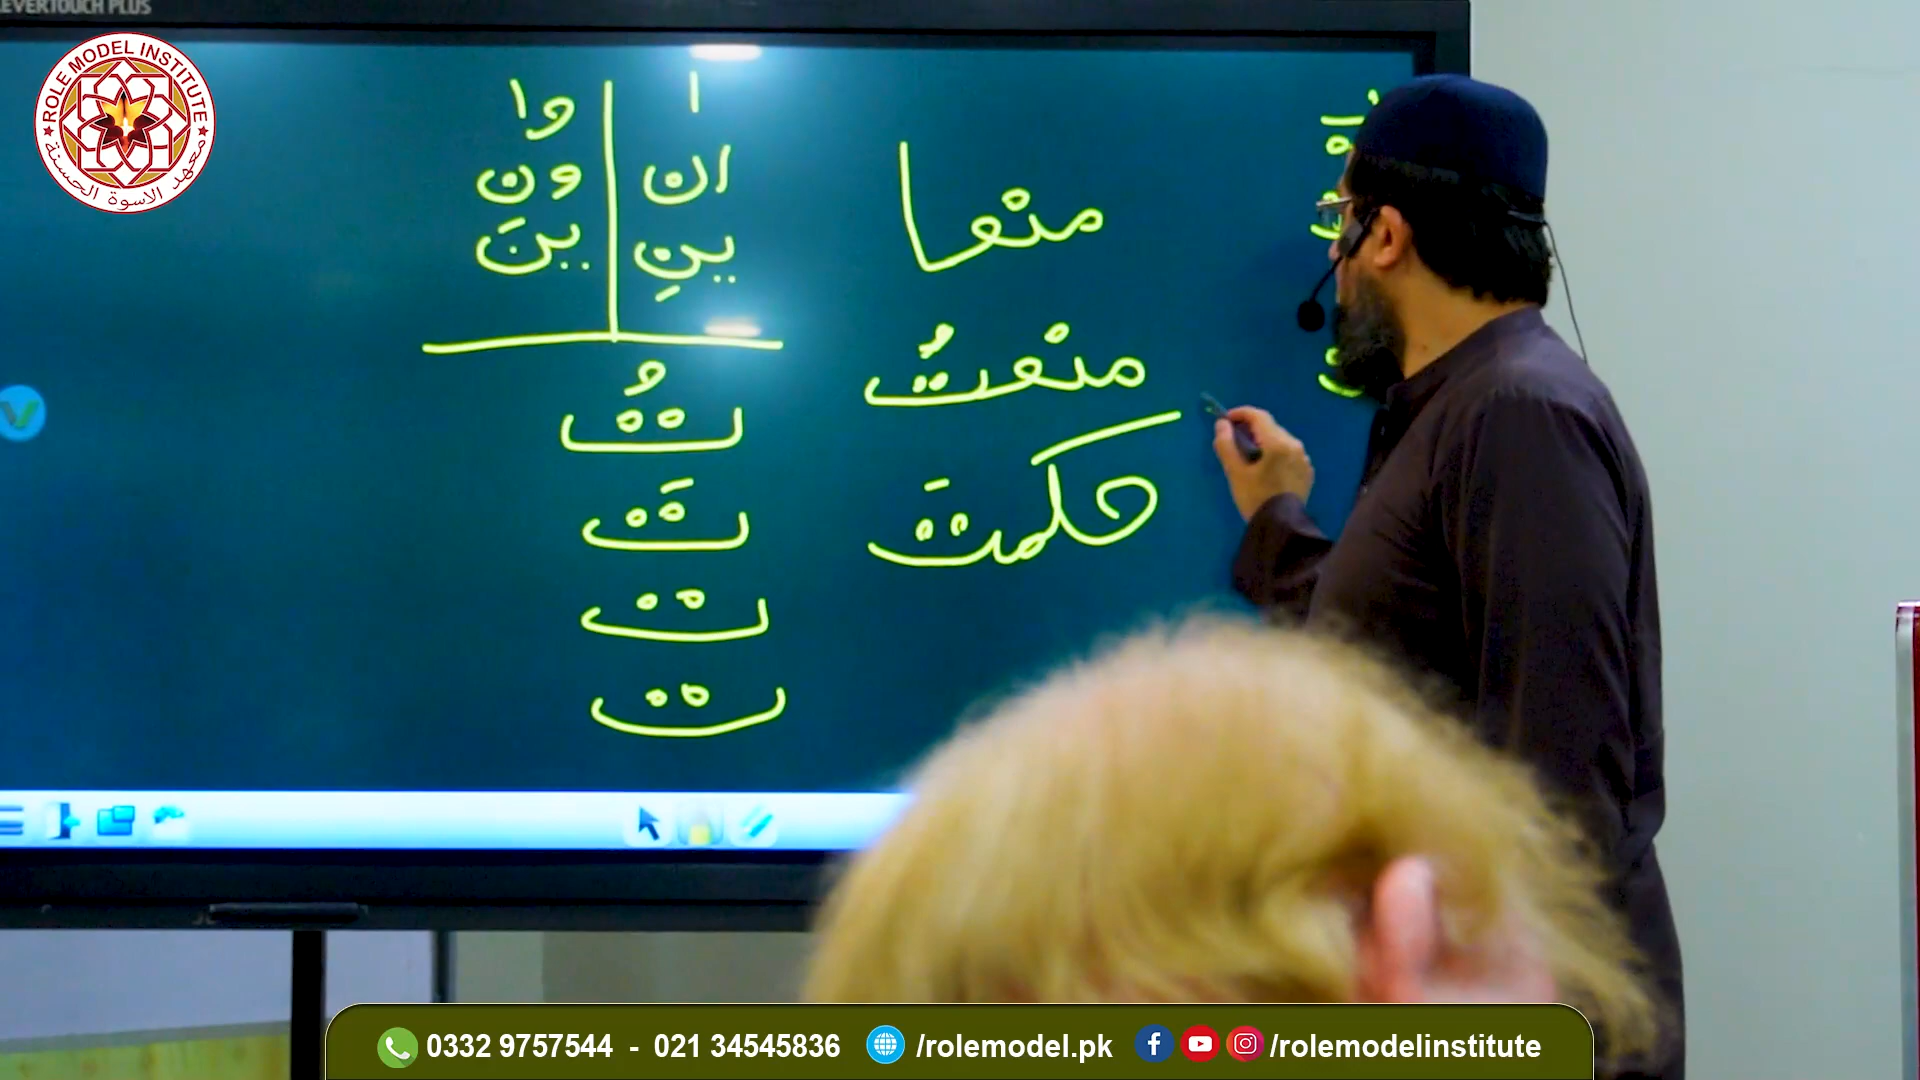 EVERTOUCH PLUS
ROLE MODEL INSTITUTE
معهد الاسوة الحسنة
ا | وا
ان | ون
ينِ | ينَ
تُ
تَ
ت
ت
منعا
منعتُ
حكمتَ
0332 9757544 - 021 34545836 /rolemodel.pk /rolemodelinstitute